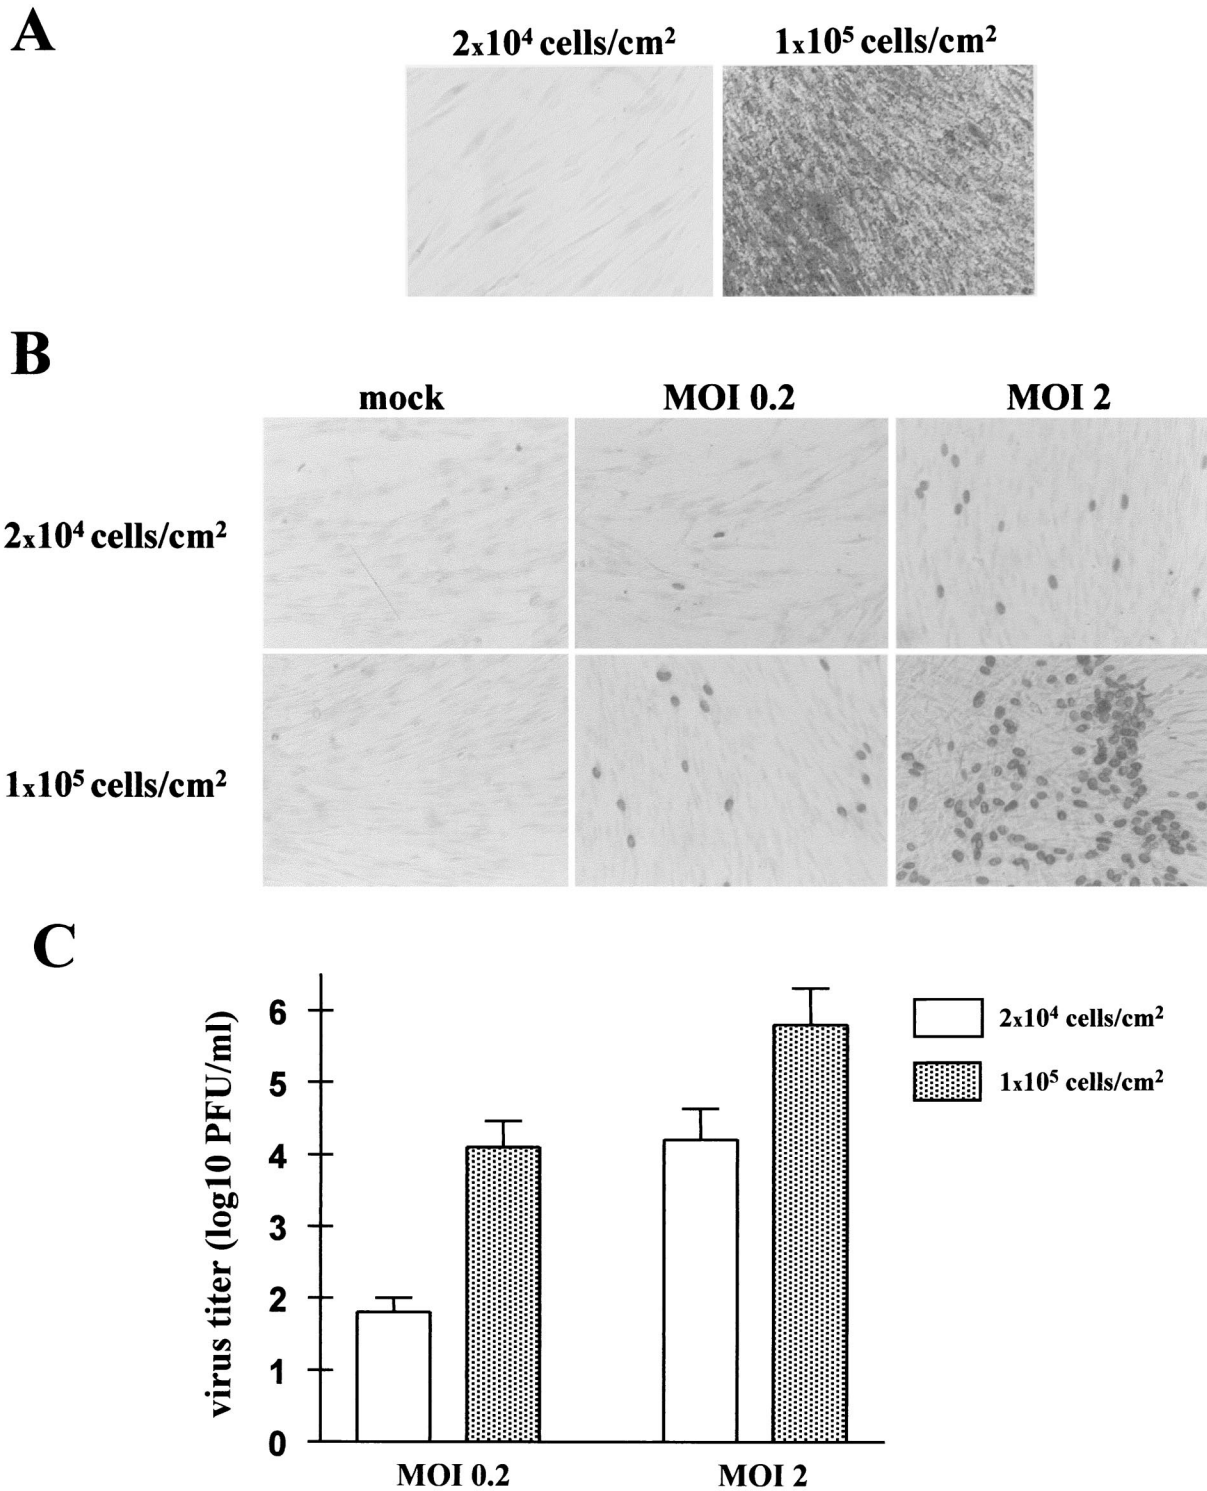 A
2x10⁴ cells/cm² 1x10⁵ cells/cm²
B
mock MOI 0.2 MOI 2
2x10⁴ cells/cm²
1x10⁵ cells/cm²
C
virus titer (log10 PFU/ml)
6
5
4
3
2
1
0
MOI 0.2 MOI 2
2x10⁴ cells/cm²
1x10⁵ cells/cm²